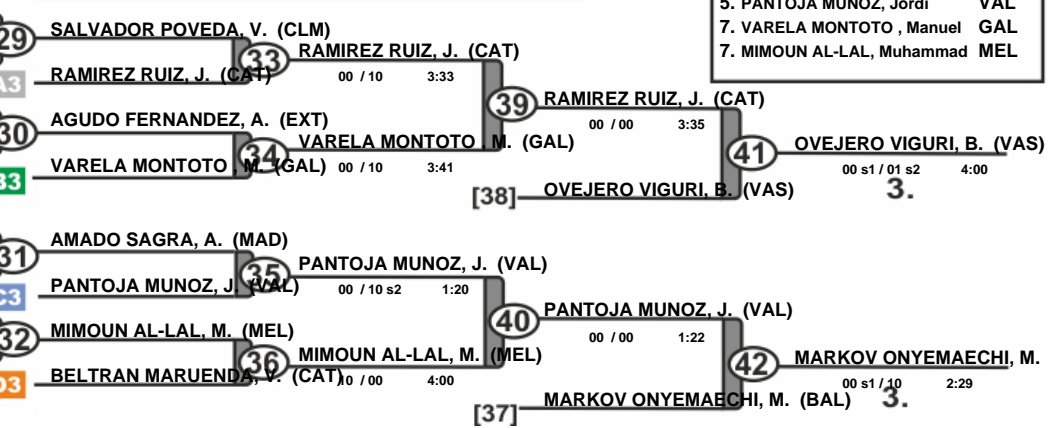 5. PANTOJA MUNOZ, Jordi VAL
7. VARELA MONTOTO , Manuel GAL
7. MIMOUN AL-LAL, Muhammad MEL
29 SALVADOR POVEDA, V. (CLM)
A3 RAMIREZ RUIZ, J. (CAT)
33 RAMIREZ RUIZ, J. (CAT)
00 / 10 3:33
30 AGUDO FERNANDEZ, A. (EXT)
B3 VARELA MONTOTO , M. (GAL)
34 VARELA MONTOTO , M. (GAL)
00 / 10 3:41
39 RAMIREZ RUIZ, J. (CAT)
00 / 00 3:35
[38] OVEJERO VIGURI, B. (VAS)
41 OVEJERO VIGURI, B. (VAS)
00 s1 / 01 s2 4:00
3.
31 AMADO SAGRA, A. (MAD)
C3 PANTOJA MUNOZ, J. (VAL)
35 PANTOJA MUNOZ, J. (VAL)
00 / 10 s2 1:20
32 MIMOUN AL-LAL, M. (MEL)
D3 BELTRAN MARUENDA, V. (CAT)
36 MIMOUN AL-LAL, M. (MEL)
10 / 00 4:00
40 PANTOJA MUNOZ, J. (VAL)
00 / 00 1:22
[37] MARKOV ONYEMAECHI, M. (BAL)
42 MARKOV ONYEMAECHI, M.
00 s1 / 10 2:29
3.